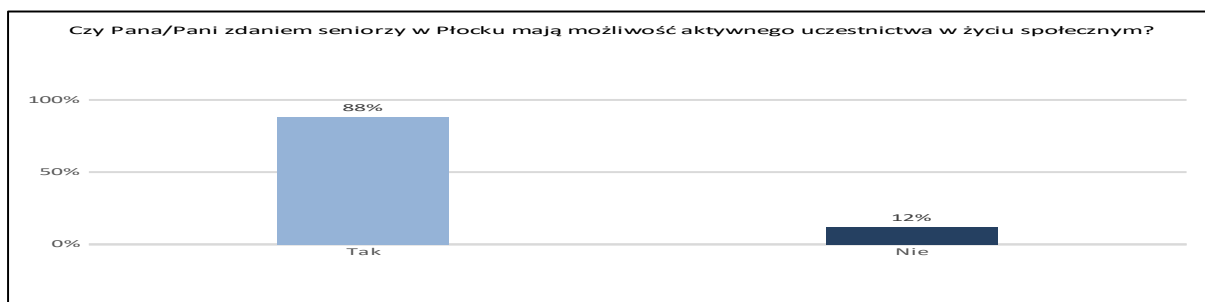 Czy Pana/Pani zdaniem seniorzy w Płocku mają możliwość aktywnego uczestnictwa w życiu społecznym?
100%
88%
50%
12%
0%
Tak
Nie